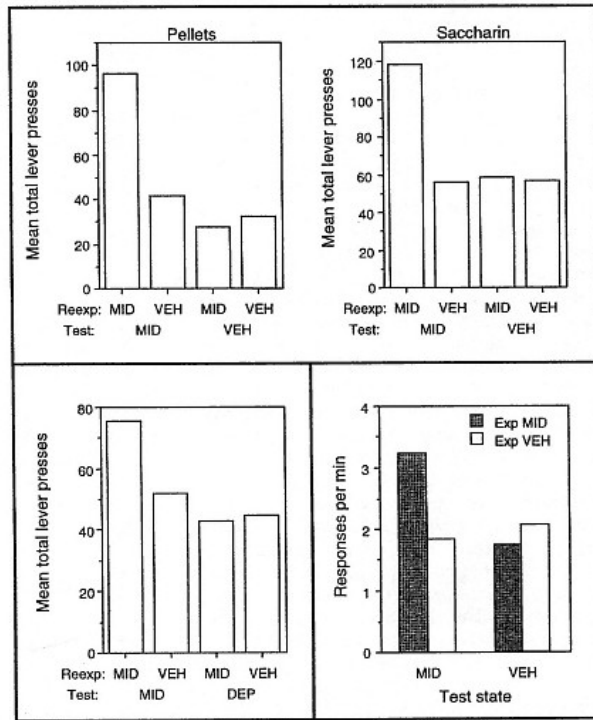 Pellets
Mean total lever presses
100
80
60
40
20
0
Reexp: MID VEH MID VEH
Test: MID VEH
Saccharin
Mean total lever presses
120
100
80
60
40
20
0
Reexp: MID VEH MID VEH
Test: MID VEH
Mean total lever presses
80
60
40
20
0
Reexp: MID VEH MID VEH
Test: MID DEP
Responses per min
4
3
2
1
0
Exp MID
Exp VEH
MID VEH
Test state